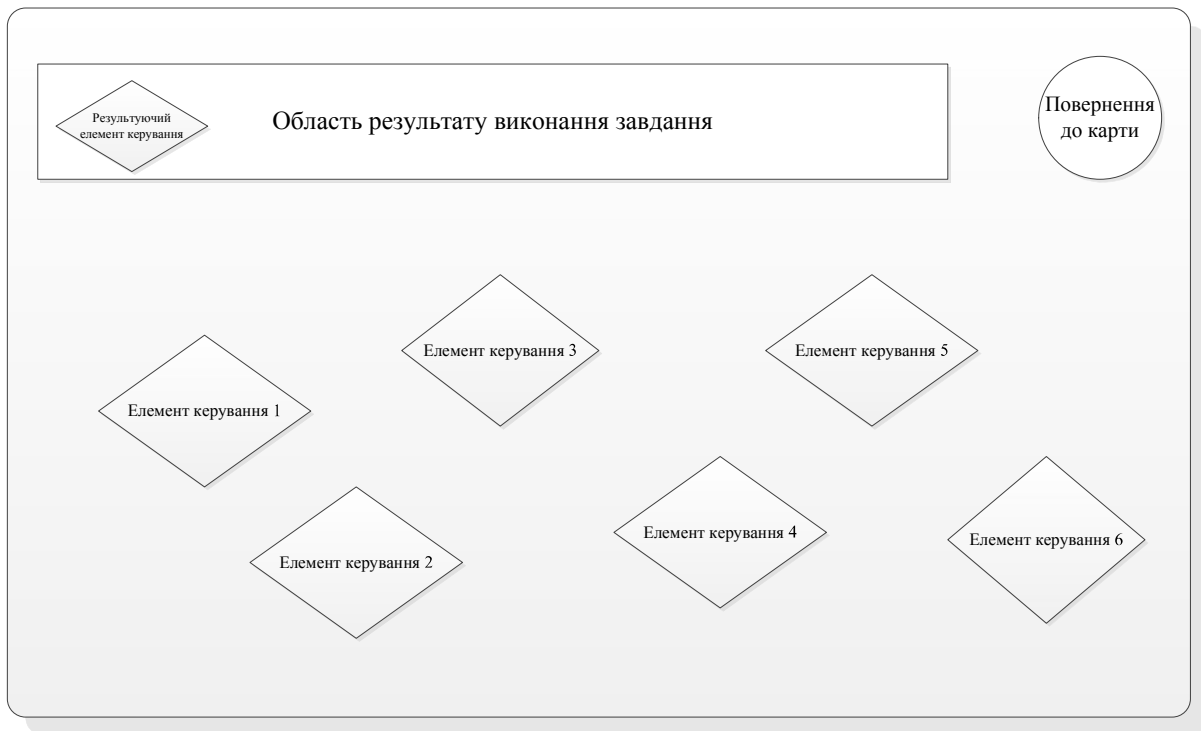 Результуючий
елемент керування
Область результату виконання завдання
Повернення
до карти
Елемент керування 3
Елемент керування 5
Елемент керування 1
Елемент керування 4
Елемент керування 6
Елемент керування 2